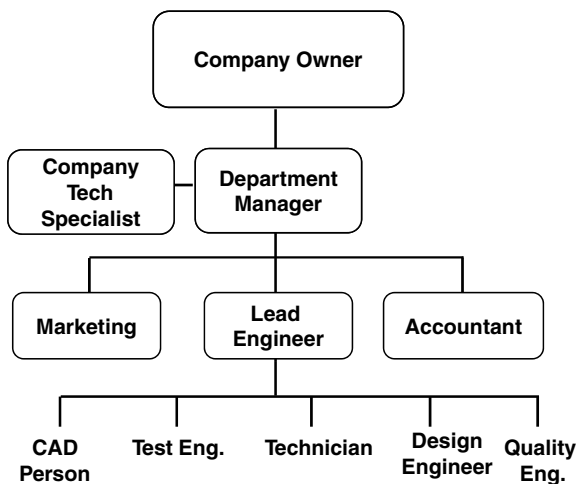 Company Owner
Company
Tech
Specialist
Department
Manager
Marketing
Lead
Engineer
Accountant
CAD
Person
Test Eng.
Technician
Design
Engineer
Quality
Eng.